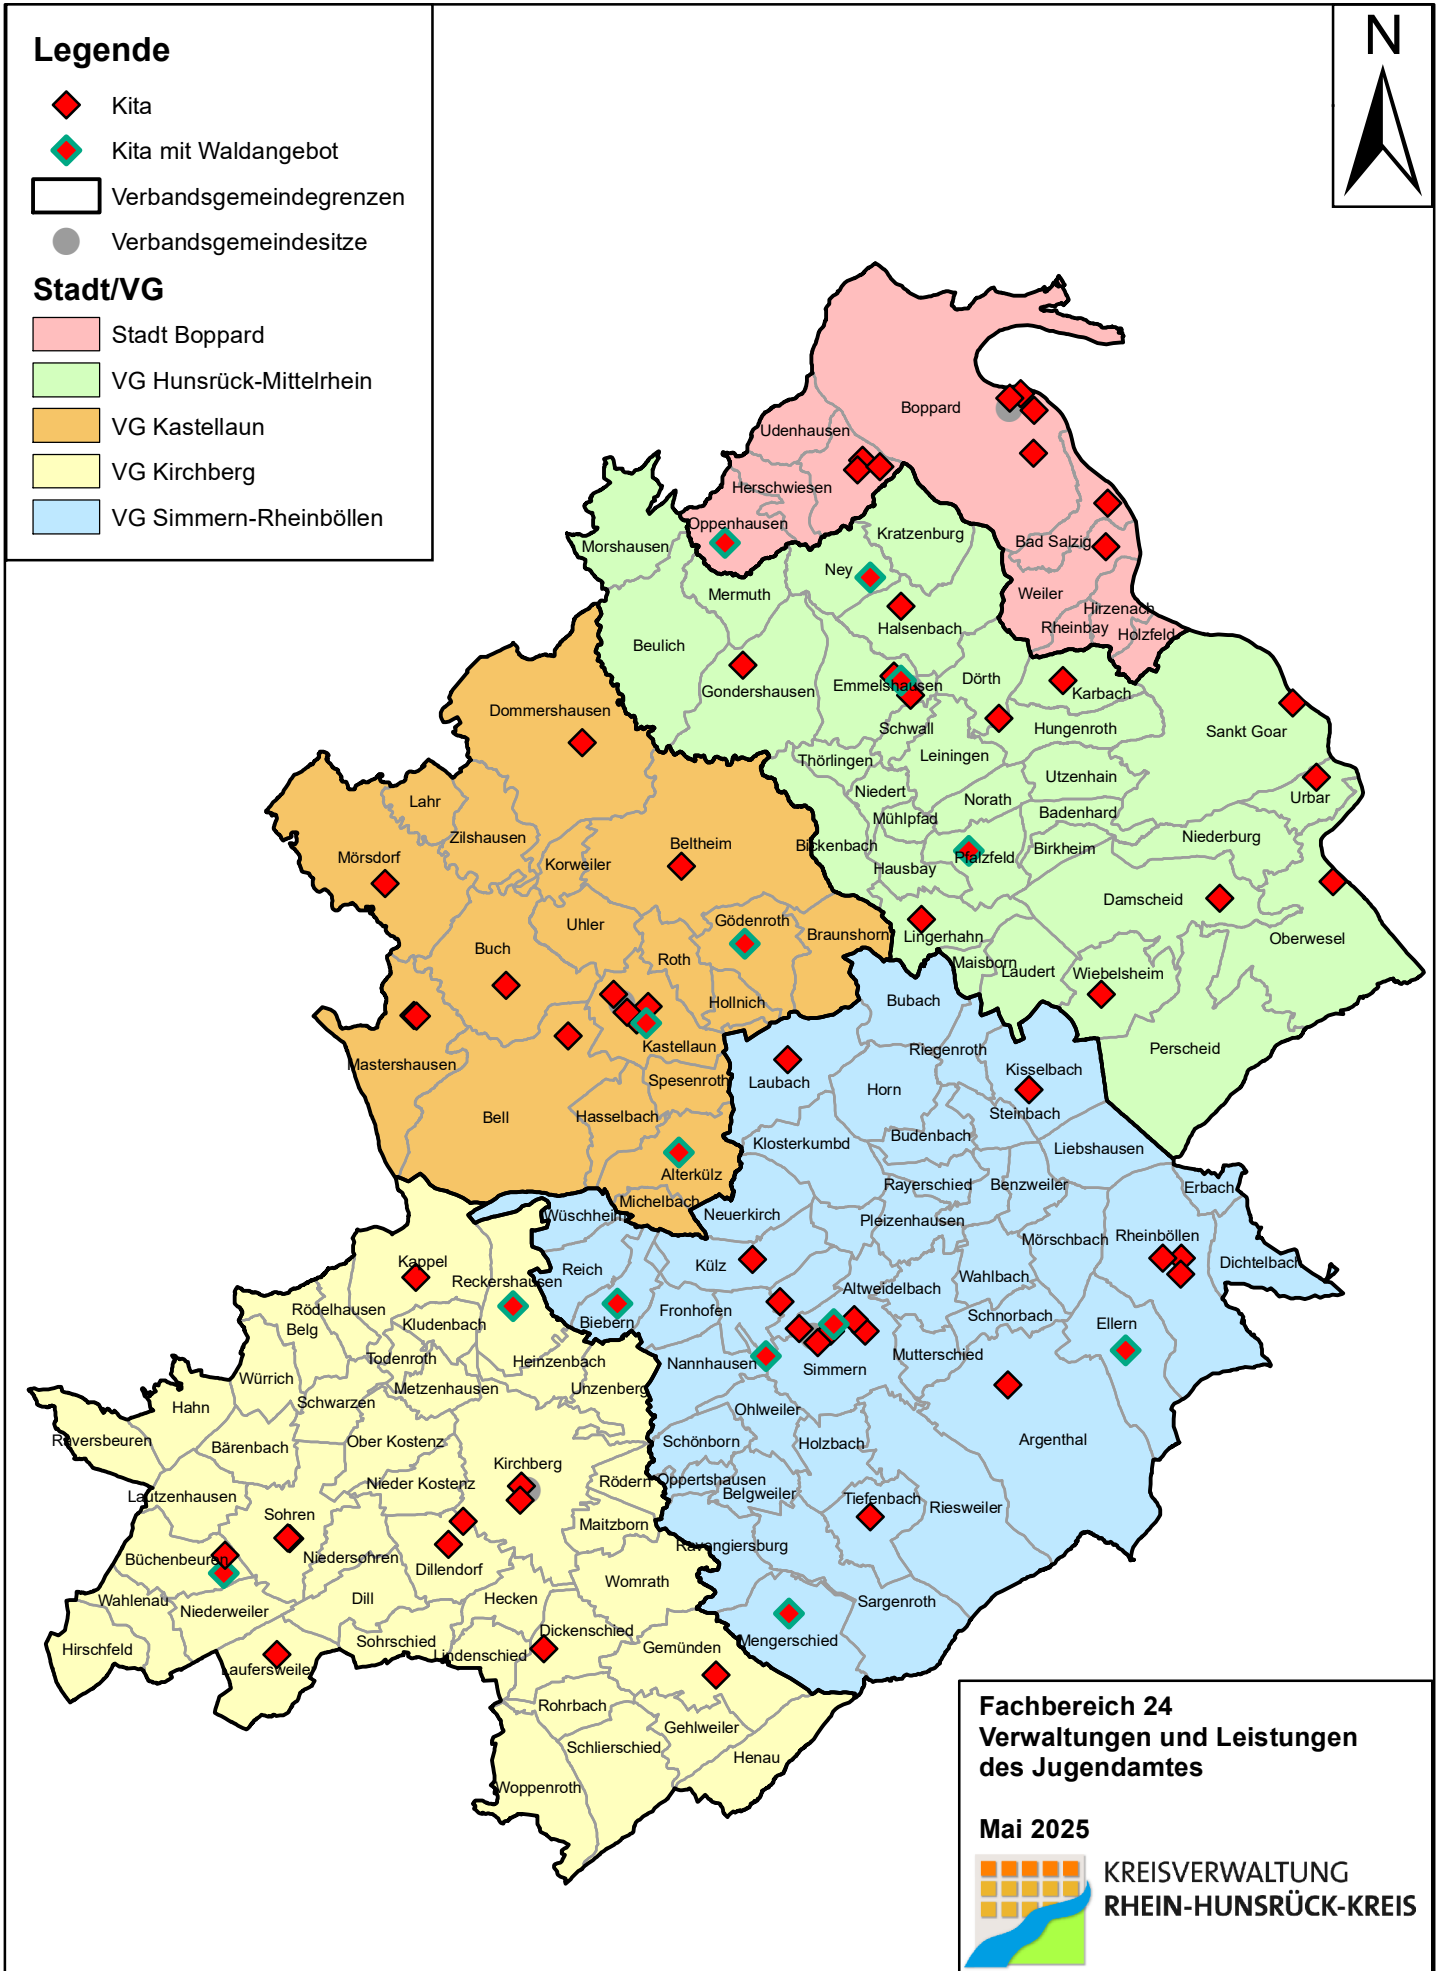 Legende
Kita
Kita mit Waldangebot
Verbandsgemeindegrenzen
Verbandsgemeindesitze
Stadt/VG
Stadt Boppard
VG Hunsrück-Mittelrhein
VG Kastellaun
VG Kirchberg
VG Simmern-Rheinböllen
N
Boppard
Udenhausen
Herschwiesen
Oppenhausen
Bad Salzig
Weiler
Hirzenach
Rheinbay
Holzfeld
Morshausen
Kratzenburg
Ney
Mermuth
Halsenbach
Beulich
Gondershausen
Emmelshausen
Dörth
Karbach
Schwall
Hungenroth
Sankt Goar
Leiningen
Thörlingen
Utzenhain
Niedert
Norath
Urbar
Mühlpfad
Badenhard
Niederburg
Bickenbach
Birkheim
Pfalzfeld
Hausbay
Damscheid
Lingerhahn
Oberwesel
Maisborn
Laudert
Wiebelsheim
Perscheid
Dommershausen
Lahr
Zilshausen
Beltheim
Mörsdorf
Korweiler
Uhler
Gödenroth
Braunshorn
Buch
Roth
Hollnich
Kastellaun
Mastershausen
Spesenroth
Bell
Hasselbach
Alterkülz
Michelbach
Bubach
Riegenroth
Kisselbach
Laubach
Horn
Steinbach
Klosterkumbd
Budenbach
Liebshausen
Rayerschied
Benzweiler
Erbach
Wüschheim
Neuerkirch
Pleizenhausen
Mörschbach
Rheinböllen
Dichtelbach
Reich
Külz
Wahlbach
Altweidelbach
Fronhofen
Biebern
Schnorbach
Ellern
Nannhausen
Simmern
Mutterschied
Ohlweiler
Argenthal
Schönborn
Holzbach
Oppertshausen
Belgweiler
Tiefenbach
Riesweiler
Ravengiersburg
Sargenroth
Mengerschied
Kappel
Reckershausen
Rödelhausen
Belg
Kludenbach
Todenroth
Heinzenbach
Würrich
Metzenhausen
Unzenberg
Hahn
Schwarzen
Raversbeuren
Bärenbach
Ober Kostenz
Kirchberg
Nieder Kostenz
Rödern
Lautzenhausen
Sohren
Maitzborn
Büchenbeuren
Niedersohren
Dillendorf
Womrath
Wahlenau
Niederweiler
Dill
Hecken
Hirschfeld
Sohrschied
Dickenschied
Lindenschied
Gemünden
Laufersweiler
Rohrbach
Gehlweiler
Schlierschied
Henau
Woppenroth
Fachbereich 24
Verwaltungen und Leistungen
des Jugendamtes
Mai 2025
KREISVERWALTUNG
RHEIN-HUNSRÜCK-KREIS